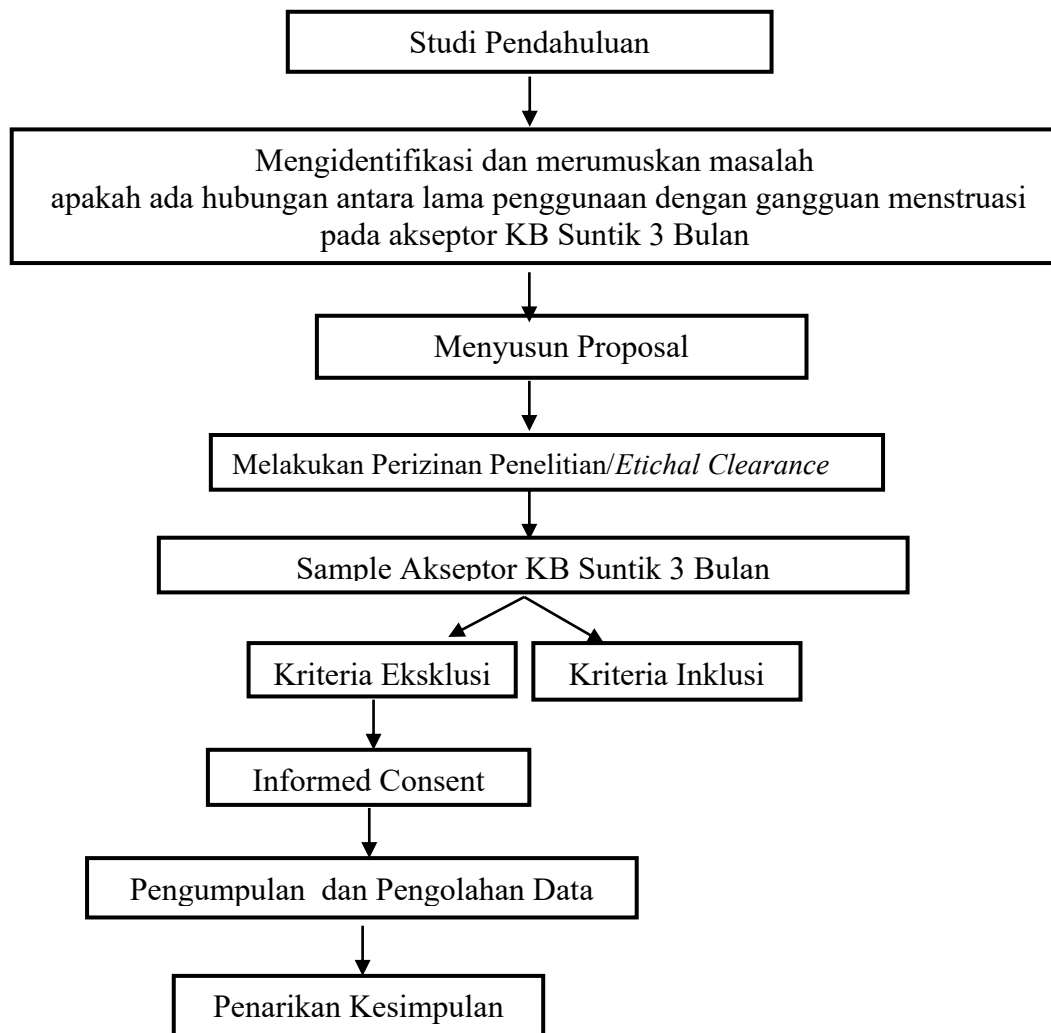 Studi Pendahuluan
Mengidentifikasi dan merumuskan masalah
apakah ada hubungan antara lama penggunaan dengan gangguan menstruasi
pada akseptor KB Suntik 3 Bulan
Menyusun Proposal
Melakukan Perizinan Penelitian/Etichal Clearance
Sample Akseptor KB Suntik 3 Bulan
Kriteria Eksklusi
Kriteria Inklusi
Informed Consent
Pengumpulan dan Pengolahan Data
Penarikan Kesimpulan